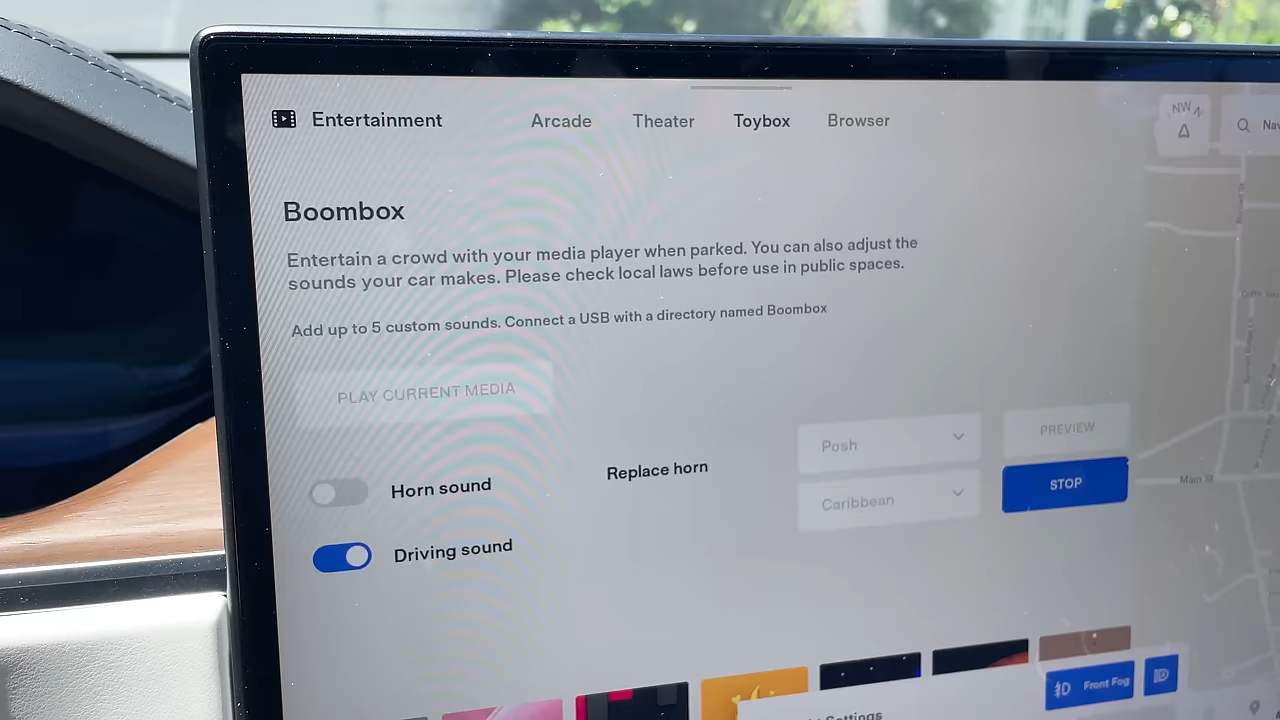 Entertainment
Arcade
Theater
Toybox
Browser
NW
Boombox
Entertain a crowd with your media player when parked. You can also adjust the
sounds your car makes. Please check local laws before use in public spaces.
Add up to 5 custom sounds. Connect a USB with a directory named Boombox
PLAY CURRENT MEDIA
Horn sound
Replace horn
Posh
PREVIEW
Caribbean
STOP
Driving sound
Main St
Front Fog
Settings